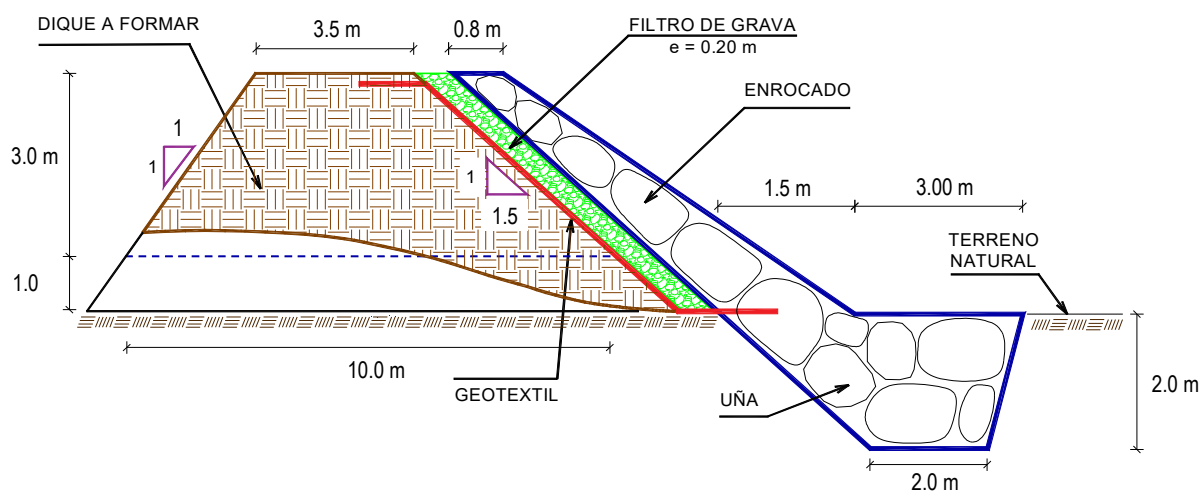 DIQUE A FORMAR
3.5 m
0.8 m
FILTRO DE GRAVA
e = 0.20 m
ENROCADO
1
1
3.0 m
1
1.5
1.5 m
3.00 m
TERRENO
NATURAL
1.0
10.0 m
GEOTEXTIL
UÑA
2.0 m
2.0 m